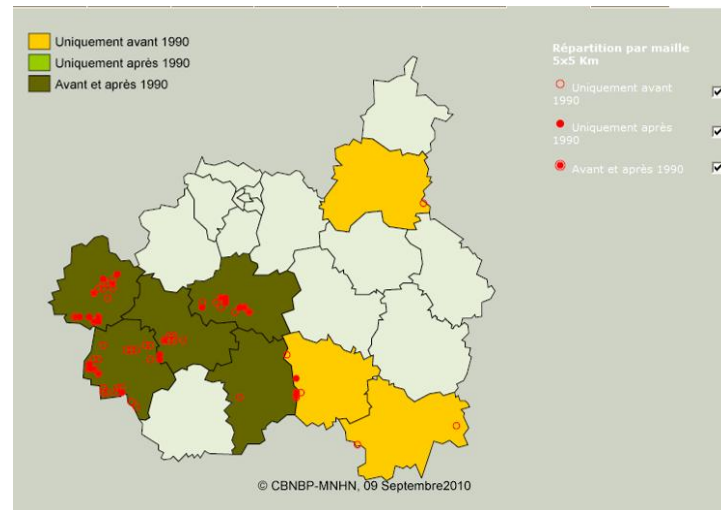 Uniquement avant 1990
Uniquement après 1990
Avant et après 1990
Répartition par maille
5x5 Km
Uniquement avant
1990
Uniquement après
1990
Avant et après 1990
© CBNBP-MNHN, 09 Septembre2010